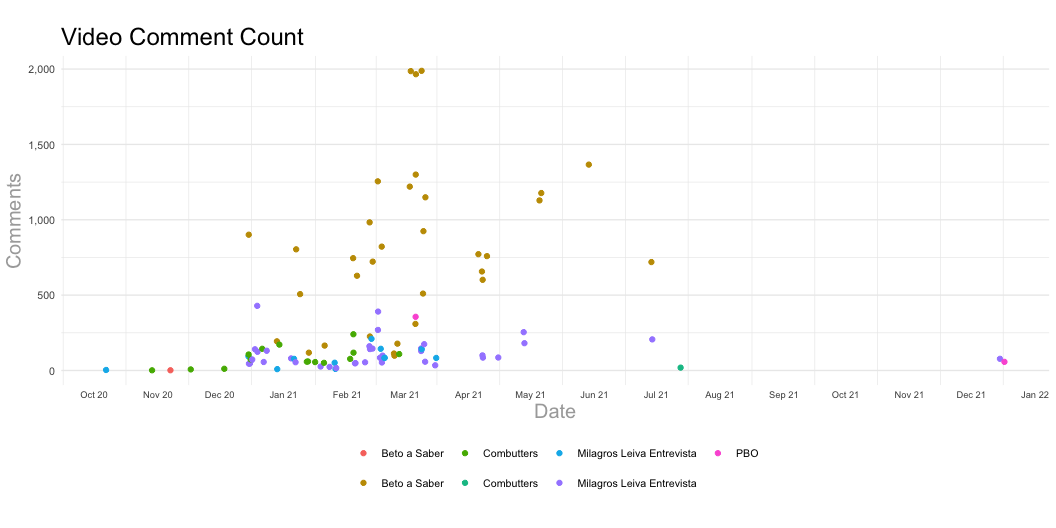 Video Comment Count
2,000
1,500
1,000
500
0
Comments
Oct 20 Nov 20 Dec 20 Jan 21 Feb 21 Mar 21 Apr 21 May 21 Jun 21 Jul 21 Aug 21 Sep 21 Oct 21 Nov 21 Dec 21 Jan 22
Date
Beto a Saber Combutters Milagros Leiva Entrevista PBO
Beto a Saber Combutters Milagros Leiva Entrevista